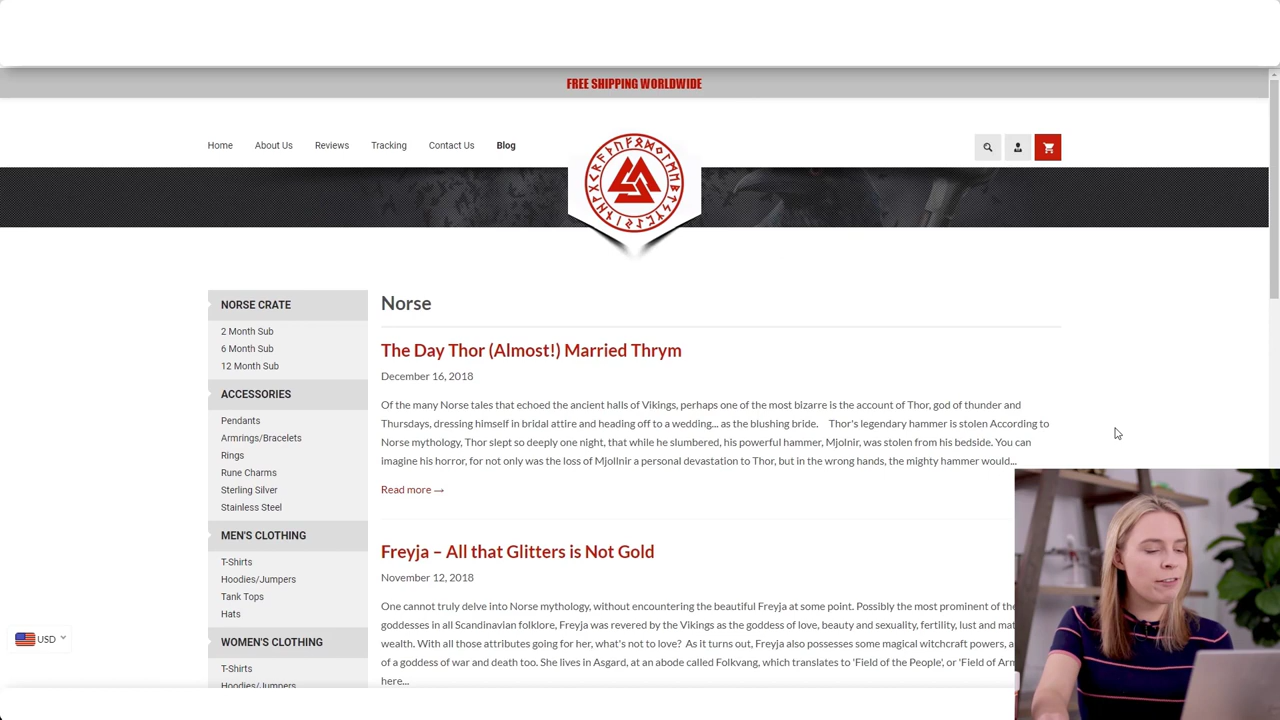 FREE SHIPPING WORLDWIDE
Home
About Us
Reviews
Tracking
Contact Us
Blog
NORSE CRATE
2 Month Sub
6 Month Sub
12 Month Sub
ACCESSORIES
Pendants
Armrings/Bracelets
Rings
Rune Charms
Sterling Silver
Stainless Steel
MEN'S CLOTHING
T-Shirts
Hoodies/Jumpers
Tank Tops
Hats
WOMEN'S CLOTHING
T-Shirts
Hoodies/Jumpers
Norse
The Day Thor (Almost!) Married Thrym
December 16, 2018
Of the many Norse tales that echoed the ancient halls of Vikings, perhaps one of the most bizarre is the account of Thor, god of thunder and
Thursdays, dressing himself in bridal attire and heading off to a wedding... as the blushing bride. Thor's legendary hammer is stolen According to
Norse mythology, Thor slept so deeply one night, that while he slumbered, his powerful hammer, Mjolnir, was stolen from his bedside. You can
imagine his horror, for not only was the loss of Mjollnir a personal devastation to Thor, but in the wrong hands, the mighty hammer would...
Read more →
Freyja – All that Glitters is Not Gold
November 12, 2018
One cannot truly delve into Norse mythology, without encountering the beautiful Freyja at some point. Possibly the most prominent of the
goddesses in all Scandinavian folklore, Freyja was revered by the Vikings as the goddess of love, beauty and sexuality, fertility, lust and mat
wealth. With all those attributes going for her, what's not to love? As it turns out, Freyja also possesses some magical witchcraft powers, a
of a goddess of war and death too. She lives in Asgard, at an abode called Folkvang, which translates to 'Field of the People', or 'Field of Arm
here...
USD